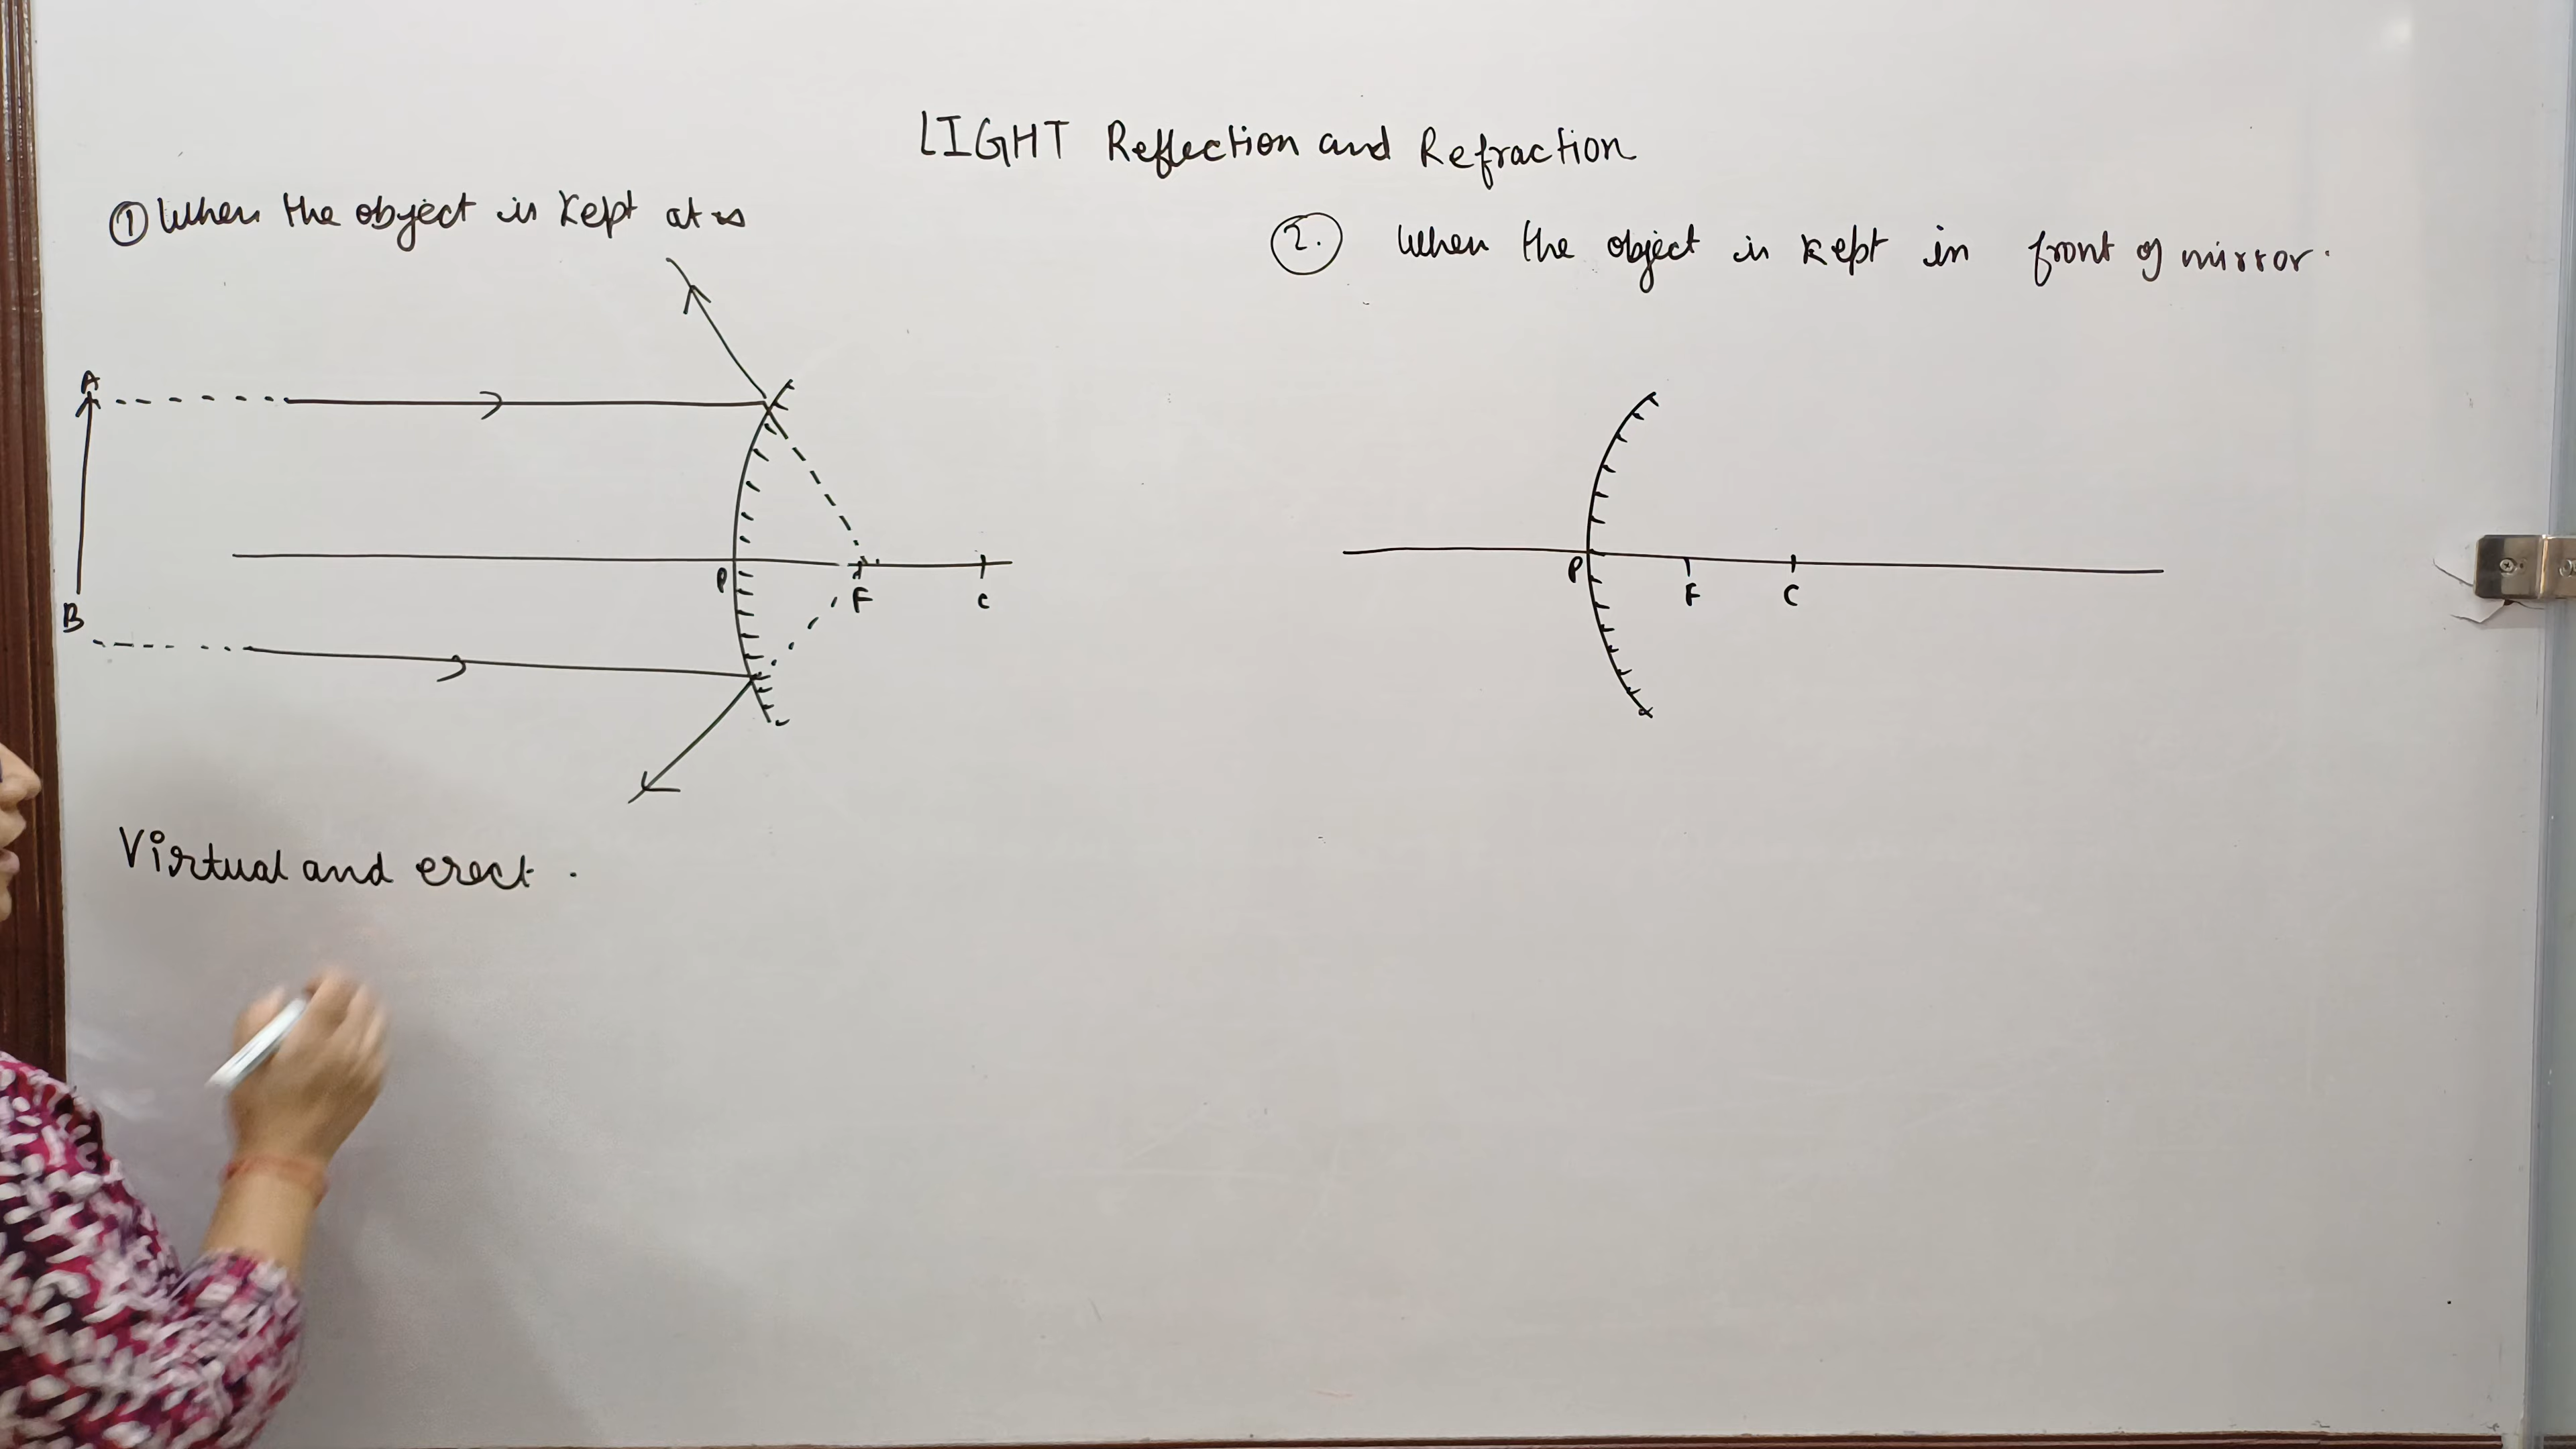 LIGHT Reflection and Refraction
① When the object is kept at ∞
A
B
P
F
C
Virtual and erect .
2. When the object is kept in front of mirror.
P
F
C